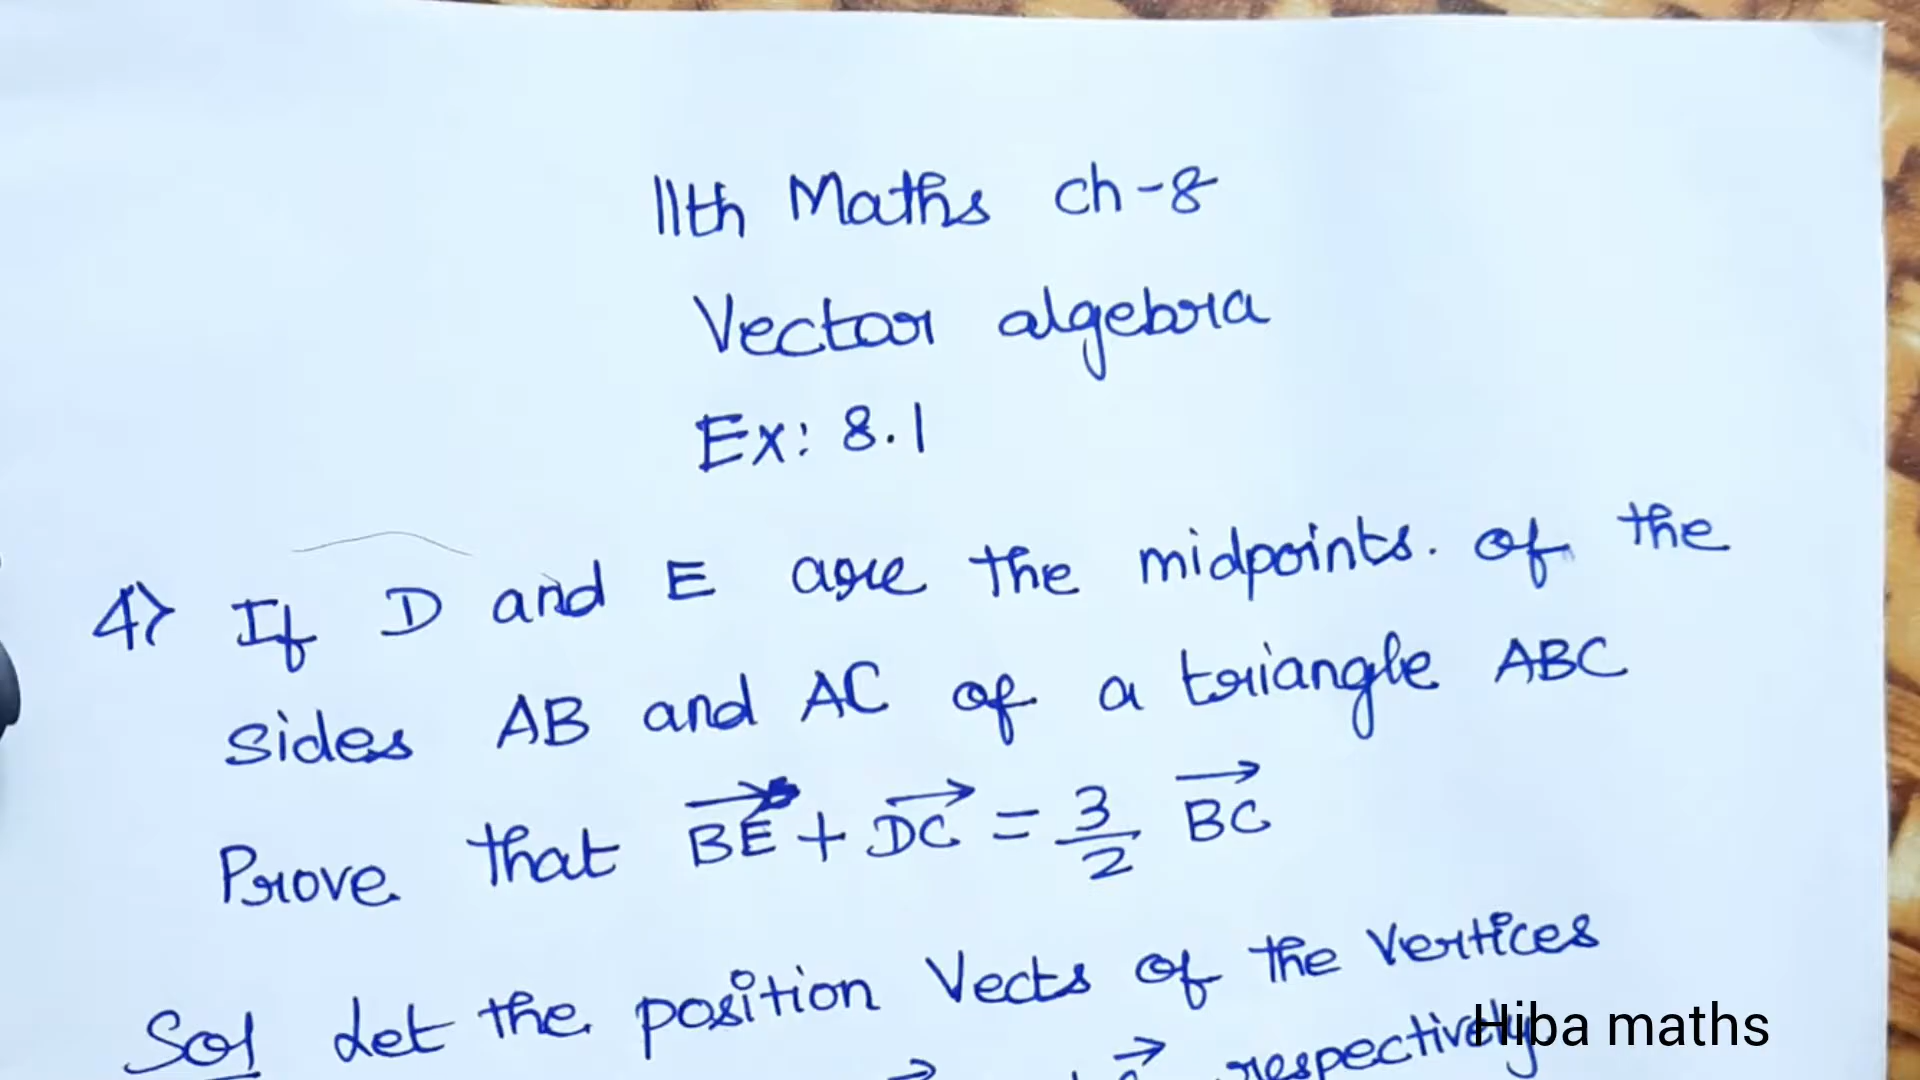 11th Maths ch-8
Vector algebra
Ex: 8.1
4) If D and E are the midpoints. of the
sides AB and AC of a triangle ABC
Prove that BE→ + DC→ = 3/2 BC→
Sol Let the position Vects of the Vertices
respectively
Hiba maths